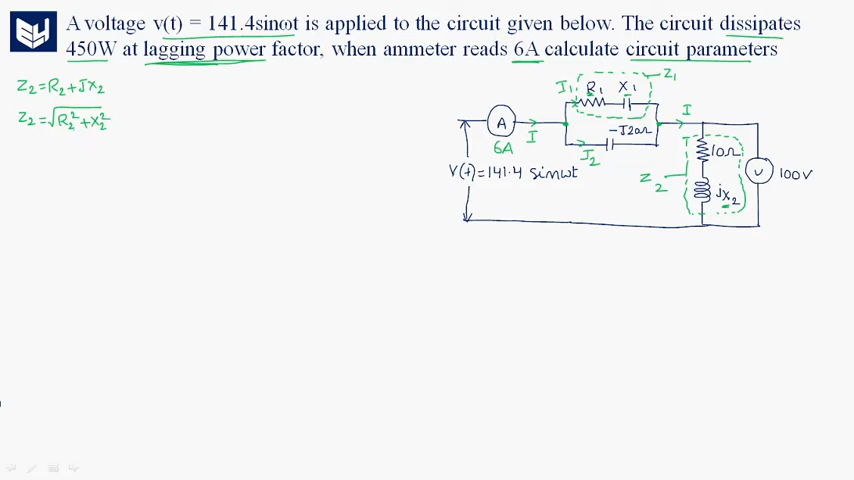 A voltage v(t) = 141.4sinωt is applied to the circuit given below. The circuit dissipates
450W at lagging power factor, when ammeter reads 6A calculate circuit parameters
Z2 = R2 + jx2
Z2 = √R2² + x2²
Z1
I1
R1 X1
A
I
6A
-J20Ω
I2
I
V(t) = 141.4 sinωt
10Ω
Z2
jx2
V
100V